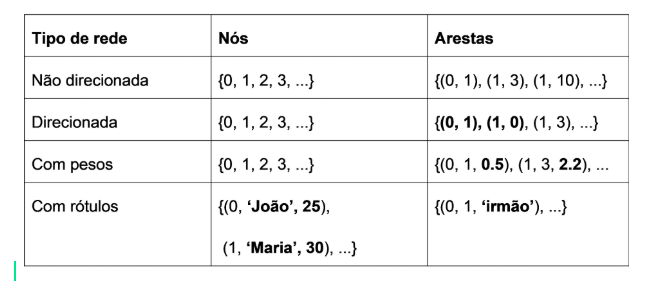 Tipo de rede Nós Arestas
Não direcionada {0, 1, 2, 3, ...} {(0, 1), (1, 3), (1, 10), ...}
Direcionada {0, 1, 2, 3, ...} {(0, 1), (1, 0), (1, 3), ...}
Com pesos {0, 1, 2, 3, ...} {(0, 1, 0.5), (1, 3, 2.2), ...
Com rótulos {(0, ‘João’, 25), {(0, 1, ‘irmão’), ...}
(1, ‘Maria’, 30), ...}